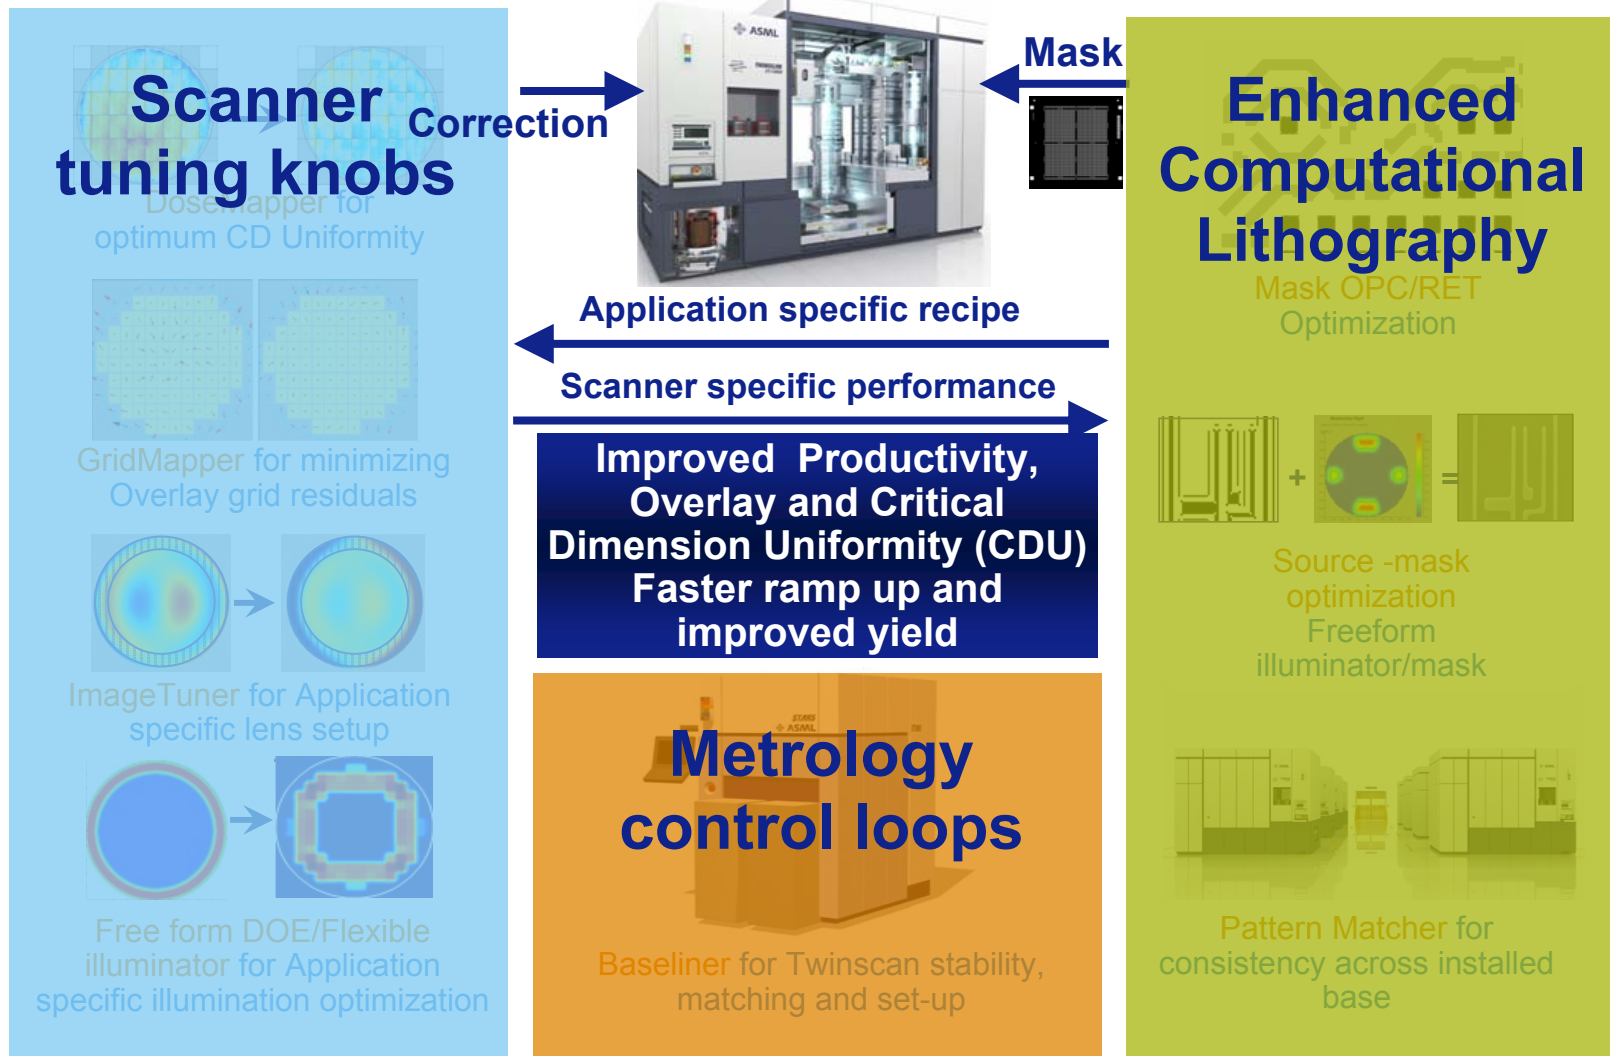 Scanner
tuning knobs
DoseMapper for
optimum CD Uniformity
GridMapper for minimizing
Overlay grid residuals
ImageTuner for Application
specific lens setup
Free form DOE/Flexible
illuminator for Application
specific illumination optimization
Correction
ASML
Mask
Application specific recipe
Scanner specific performance
Improved Productivity,
Overlay and Critical
Dimension Uniformity (CDU)
Faster ramp up and
improved yield
ASML
Metrology
control loops
Baseliner for Twinscan stability,
matching and set-up
Enhanced
Computational
Lithography
Mask OPC/RET
Optimization
+
=
Source -mask
optimization
Freeform
illuminator/mask
Pattern Matcher for
consistency across installed
base